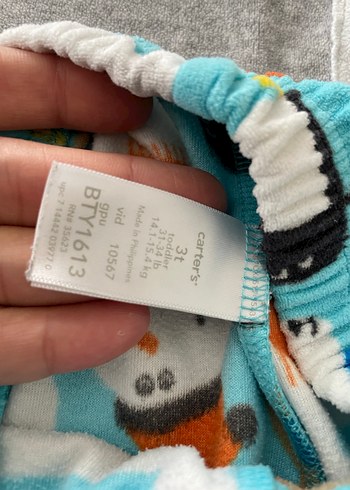 carter's
3t
toddler
31-34 lb
14.1-15.4 kg
Made in Philippines
vid 10567
gpu
BTY1613
RN# 35623